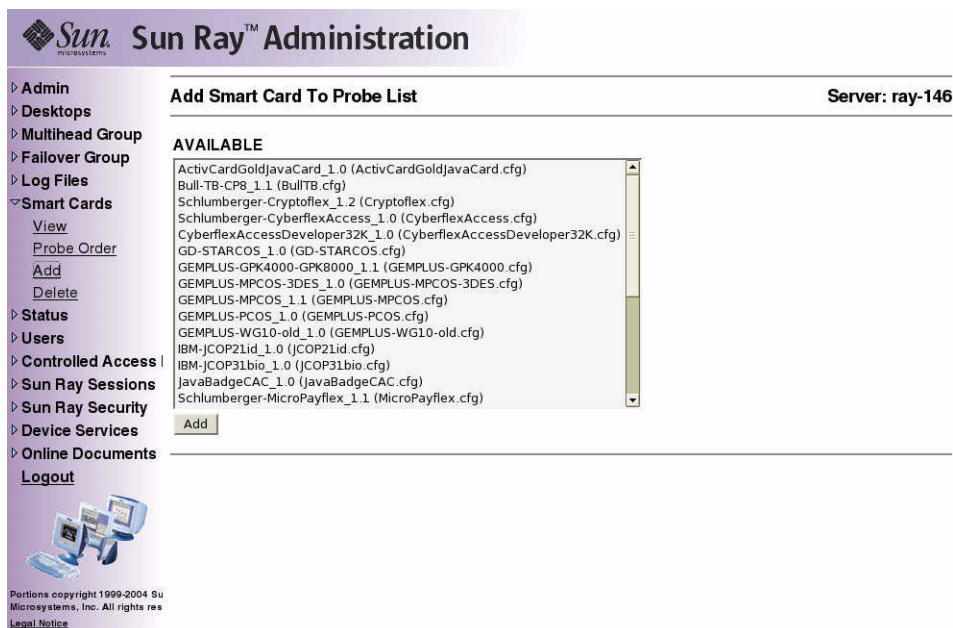 Sun microsystems
Sun Ray™ Administration
Admin
Desktops
Multihead Group
Failover Group
Log Files
Smart Cards
View
Probe Order
Add
Delete
Status
Users
Controlled Access
Sun Ray Sessions
Sun Ray Security
Device Services
Online Documents
Logout
Portions copyright 1999-2004 Su
Microsystems, Inc. All rights res
Legal Notice
Add Smart Card To Probe List
Server: ray-146
AVAILABLE
ActivCardGoldJavaCard_1.0 (ActivCardGoldJavaCard.cfg)
Bull-TB-CP8_1.1 (BullTB.cfg)
Schlumberger-Cryptoflex_1.2 (Cryptoflex.cfg)
Schlumberger-CyberflexAccess_1.0 (CyberflexAccess.cfg)
CyberflexAccessDeveloper32K_1.0 (CyberflexAccessDeveloper32K.cfg)
GD-STARCOS_1.0 (GD-STARCOS.cfg)
GEMPLUS-GPK4000-GPK8000_1.1 (GEMPLUS-GPK4000.cfg)
GEMPLUS-MPCOS-3DES_1.0 (GEMPLUS-MPCOS-3DES.cfg)
GEMPLUS-MPCOS_1.1 (GEMPLUS-MPCOS.cfg)
GEMPLUS-PCOS_1.0 (GEMPLUS-PCOS.cfg)
GEMPLUS-WG10-old_1.0 (GEMPLUS-WG10-old.cfg)
IBM-JCOP21id_1.0 (JCOP21id.cfg)
IBM-JCOP31bio_1.0 (JCOP31bio.cfg)
JavaBadgeCAC_1.0 (JavaBadgeCAC.cfg)
Schlumberger-MicroPayflex_1.1 (MicroPayflex.cfg)
Add